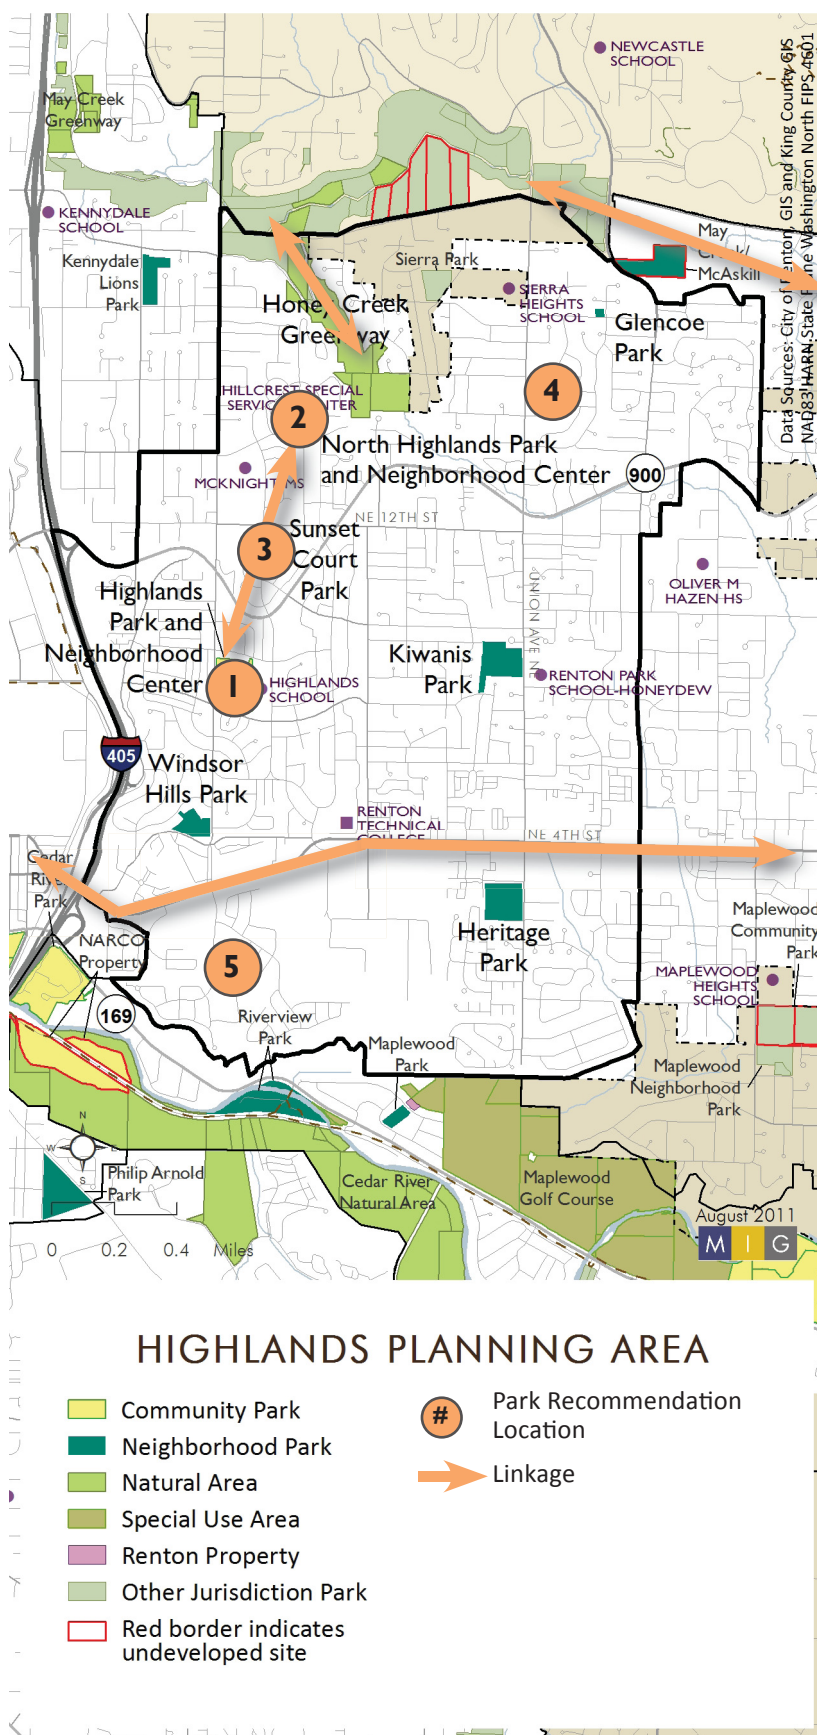 NEWCASTLE
SCHOOL
Data Sources: City of Renton, GIS and King County GIS
NAD83 HARN State Plane Washington North FIPS 4601
May Creek
Greenway
KENNYDALE
SCHOOL
May
Creek/
McAskill
Kennydale
Lions
Park
Sierra Park
SIERRA
HEIGHTS
SCHOOL
Honey Creek
Greenway
Glencoe
Park
HILLCREST SPECIAL
SERVICES CENTER
4
2
North Highlands Park
and Neighborhood Center
900
MCKNIGHT MS
NE 12TH ST
3
Sunset
Court
Park
OLIVER M
HAZEN HS
UNION AVE NE
Highlands
Park and
Neighborhood
Center
1
HIGHLANDS
SCHOOL
Kiwanis
Park
RENTON PARK
SCHOOL-HONEYDEW
405
Windsor
Hills Park
RENTON
TECHNICAL
COLLEGE
NE 4TH ST
Cedar
River
Park
Heritage
Park
Maplewood
Community
Park
NARCO
Property
5
MAPLEWOOD
HEIGHTS
SCHOOL
169
Riverview
Park
Maplewood
Park
Maplewood
Neighborhood
Park
N
W
E
S
Philip Arnold
Park
Cedar River
Natural Area
Maplewood
Golf Course
August 2011
0 0.2 0.4 Miles
M I G
HIGHLANDS PLANNING AREA
Community Park
Neighborhood Park
Natural Area
Special Use Area
Renton Property
Other Jurisdiction Park
Red border indicates
undeveloped site
#
Park Recommendation
Location
Linkage